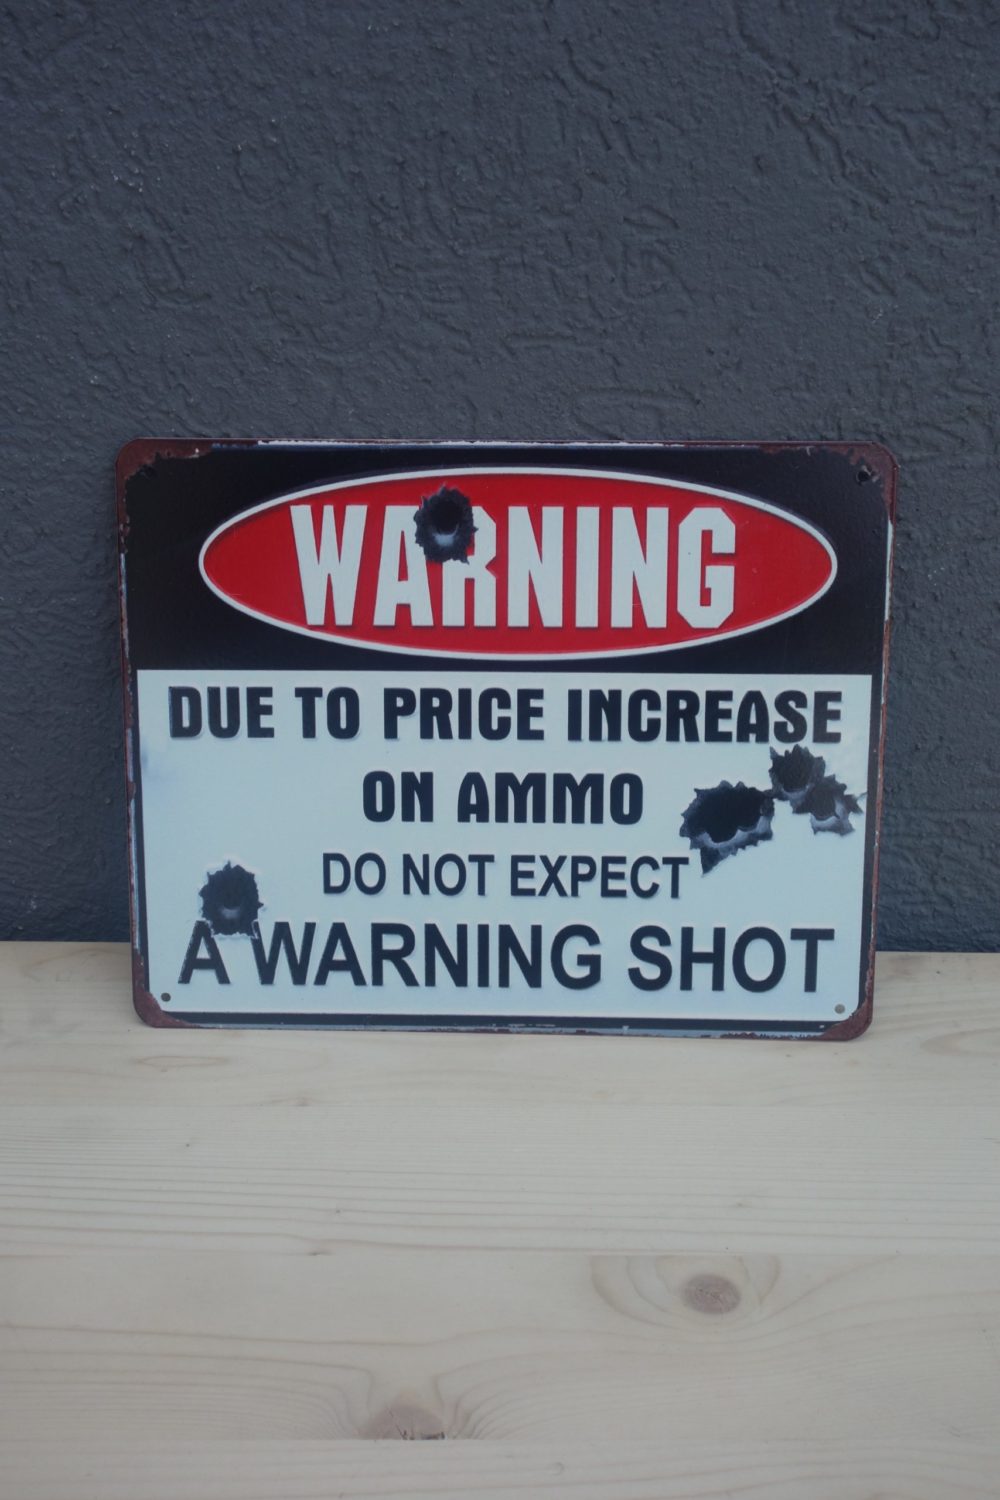 WARNING
DUE TO PRICE INCREASE
ON AMMO
DO NOT EXPECT
A WARNING SHOT